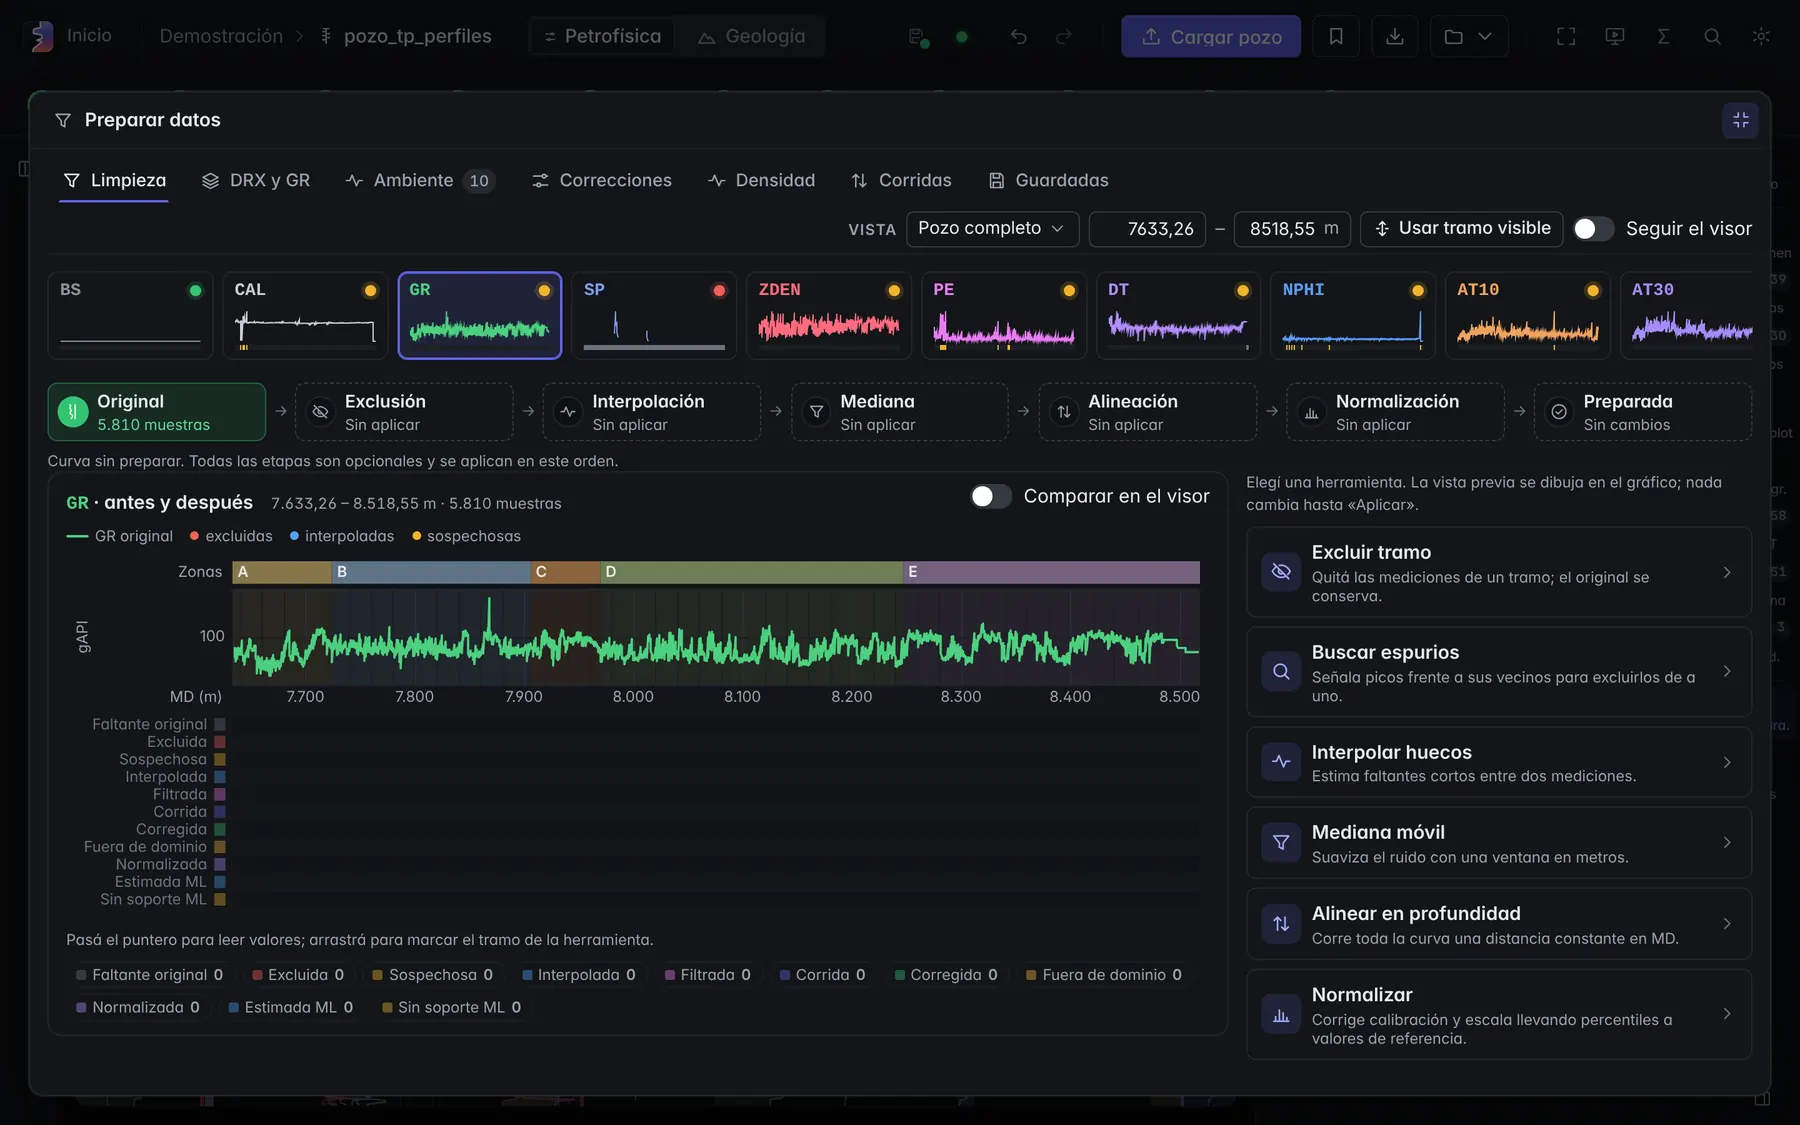 Inicio
Demostración
pozo_tp_perfiles
Petrofísica
Geología
Cargar pozo
Preparar datos
Limpieza
DRX y GR
Ambiente 10
Correcciones
Densidad
Corridas
Guardadas
VISTA
Pozo completo
7633,26
–
8518,55 m
Usar tramo visible
Seguir el visor
BS
CAL
GR
SP
ZDEN
PE
DT
NPHI
AT10
AT30
Original
5.810 muestras
Exclusión
Sin aplicar
Interpolación
Sin aplicar
Mediana
Sin aplicar
Alineación
Sin aplicar
Normalización
Sin aplicar
Preparada
Sin cambios
Curva sin preparar. Todas las etapas son opcionales y se aplican en este orden.
GR · antes y después
7.633,26 – 8.518,55 m · 5.810 muestras
Comparar en el visor
GR original
excluidas
interpoladas
sospechosas
Zonas
A
B
C
D
E
gAPI
100
MD (m)
7.700
7.800
7.900
8.000
8.100
8.200
8.300
8.400
8.500
Faltante original
Excluida
Sospechosa
Interpolada
Filtrada
Corrida
Corregida
Fuera de dominio
Normalizada
Estimada ML
Sin soporte ML
Pasá el puntero para leer valores; arrastrá para marcar el tramo de la herramienta.
Faltante original 0
Excluida 0
Sospechosa 0
Interpolada 0
Filtrada 0
Corrida 0
Corregida 0
Fuera de dominio 0
Normalizada 0
Estimada ML 0
Sin soporte ML 0
Elegí una herramienta. La vista previa se dibuja en el gráfico; nada
cambia hasta «Aplicar».
Excluir tramo
Quitá las mediciones de un tramo; el original se
conserva.
Buscar espurios
Señala picos frente a sus vecinos para excluirlos de a
uno.
Interpolar huecos
Estima faltantes cortos entre dos mediciones.
Mediana móvil
Suaviza el ruido con una ventana en metros.
Alinear en profundidad
Corre toda la curva una distancia constante en MD.
Normalizar
Corrige calibración y escala llevando percentiles a
valores de referencia.